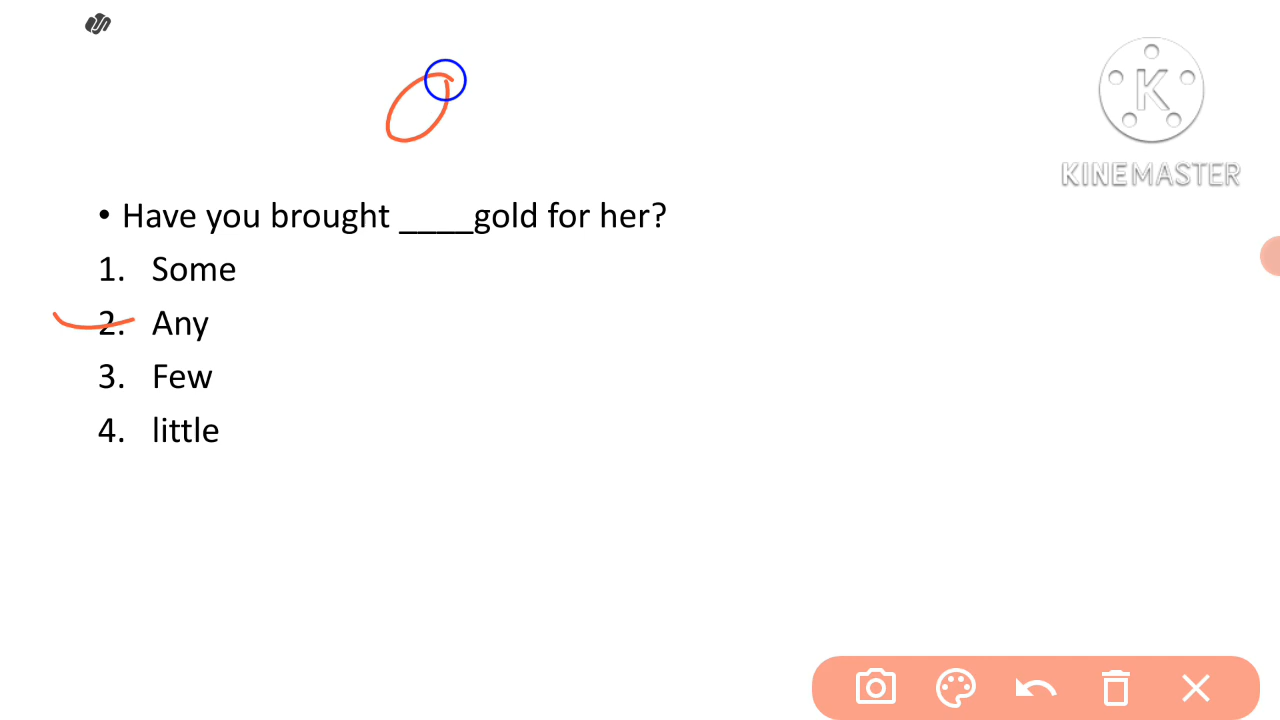 KINEMASTER
• Have you brought ____gold for her?
1. Some
2. Any
3. Few
4. little